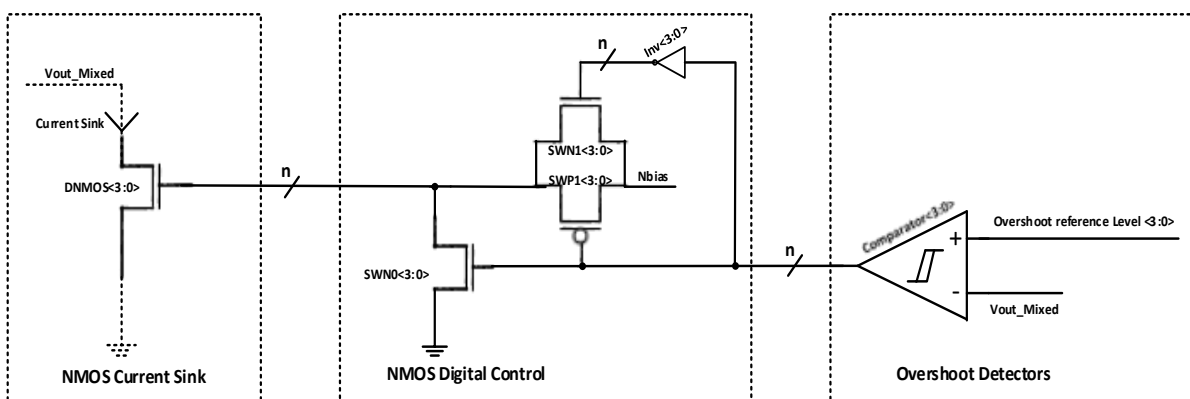 Vout_Mixed
Current Sink
DNMOS<3:0>
n
NMOS Current Sink
n
Inv<3:0>
SWN1<3:0>
SWP1<3:0>
Nbias
SWN0<3:0>
NMOS Digital Control
n
Comparator<3:0>
+
Overshoot reference Level <3:0>
-
Vout_Mixed
Overshoot Detectors